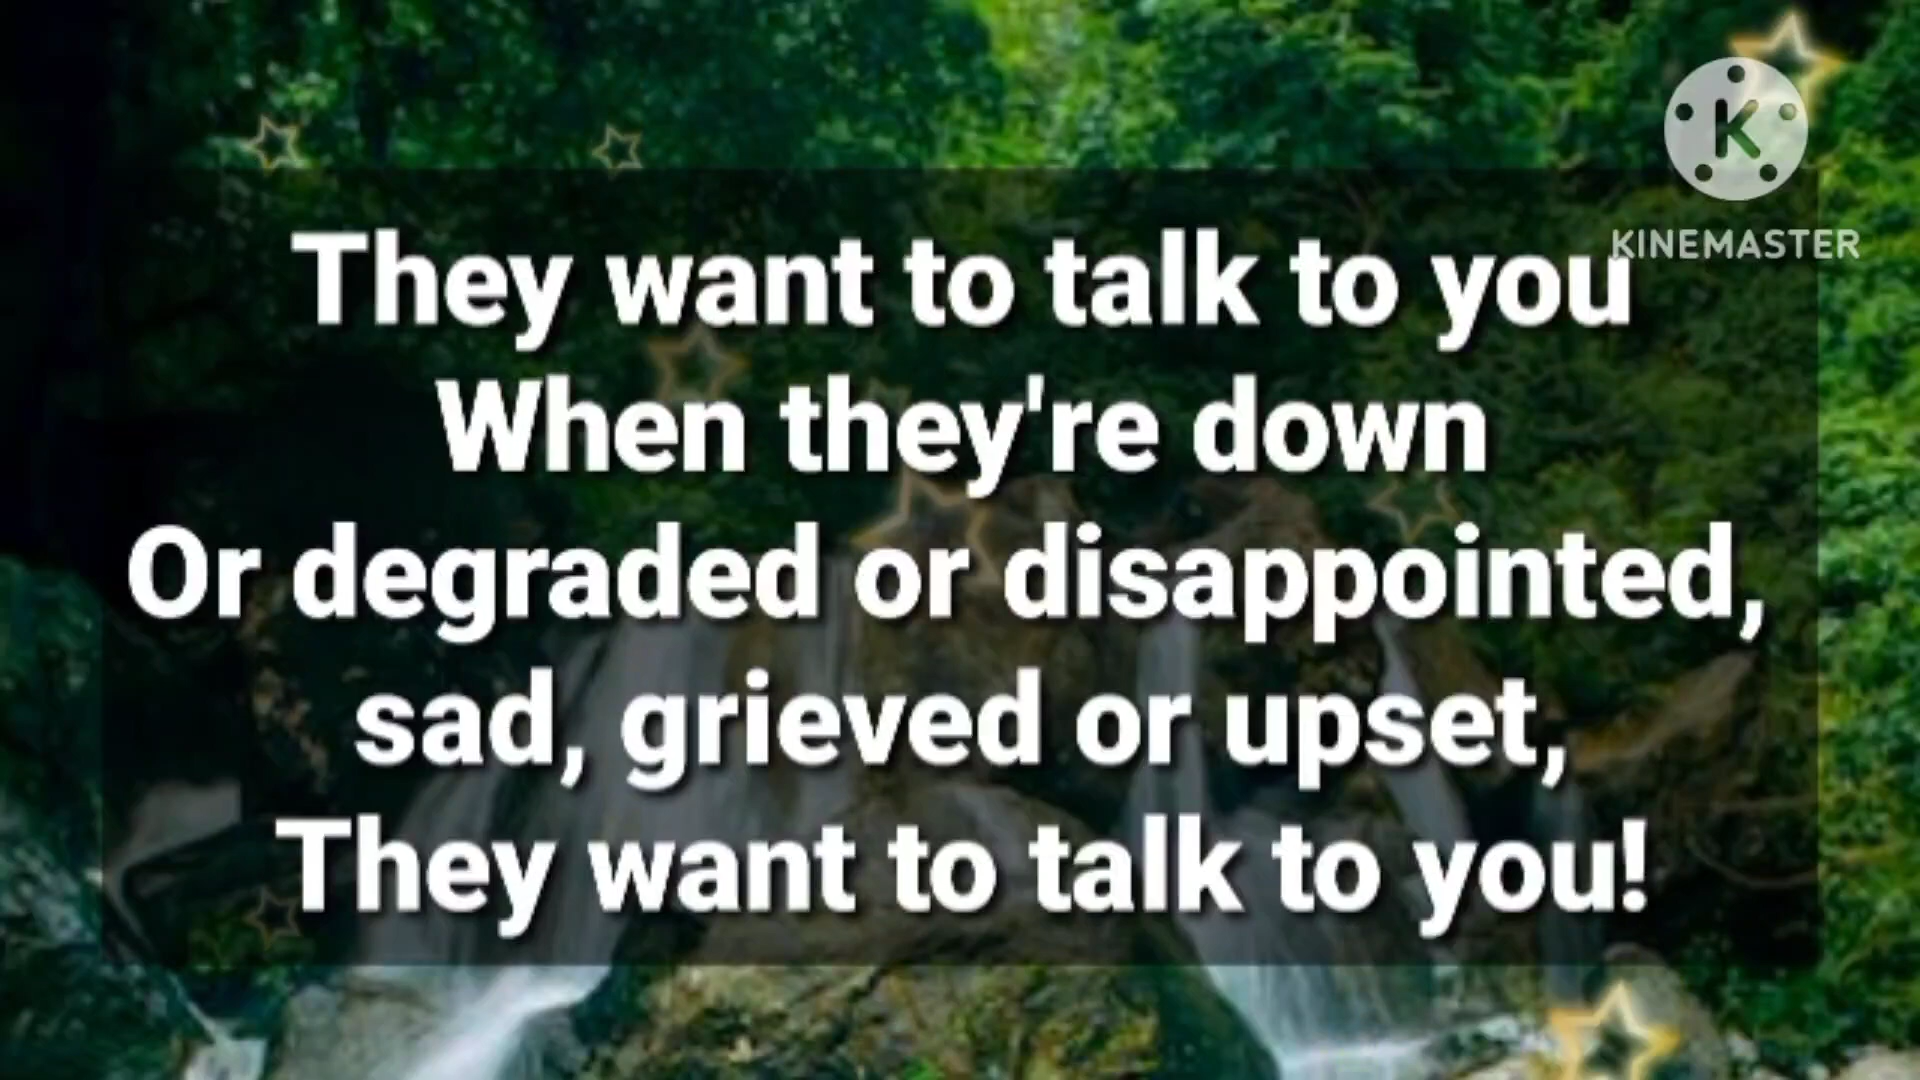 K
KINEMASTER
They want to talk to you
When they're down
Or degraded or disappointed,
sad, grieved or upset,
They want to talk to you!